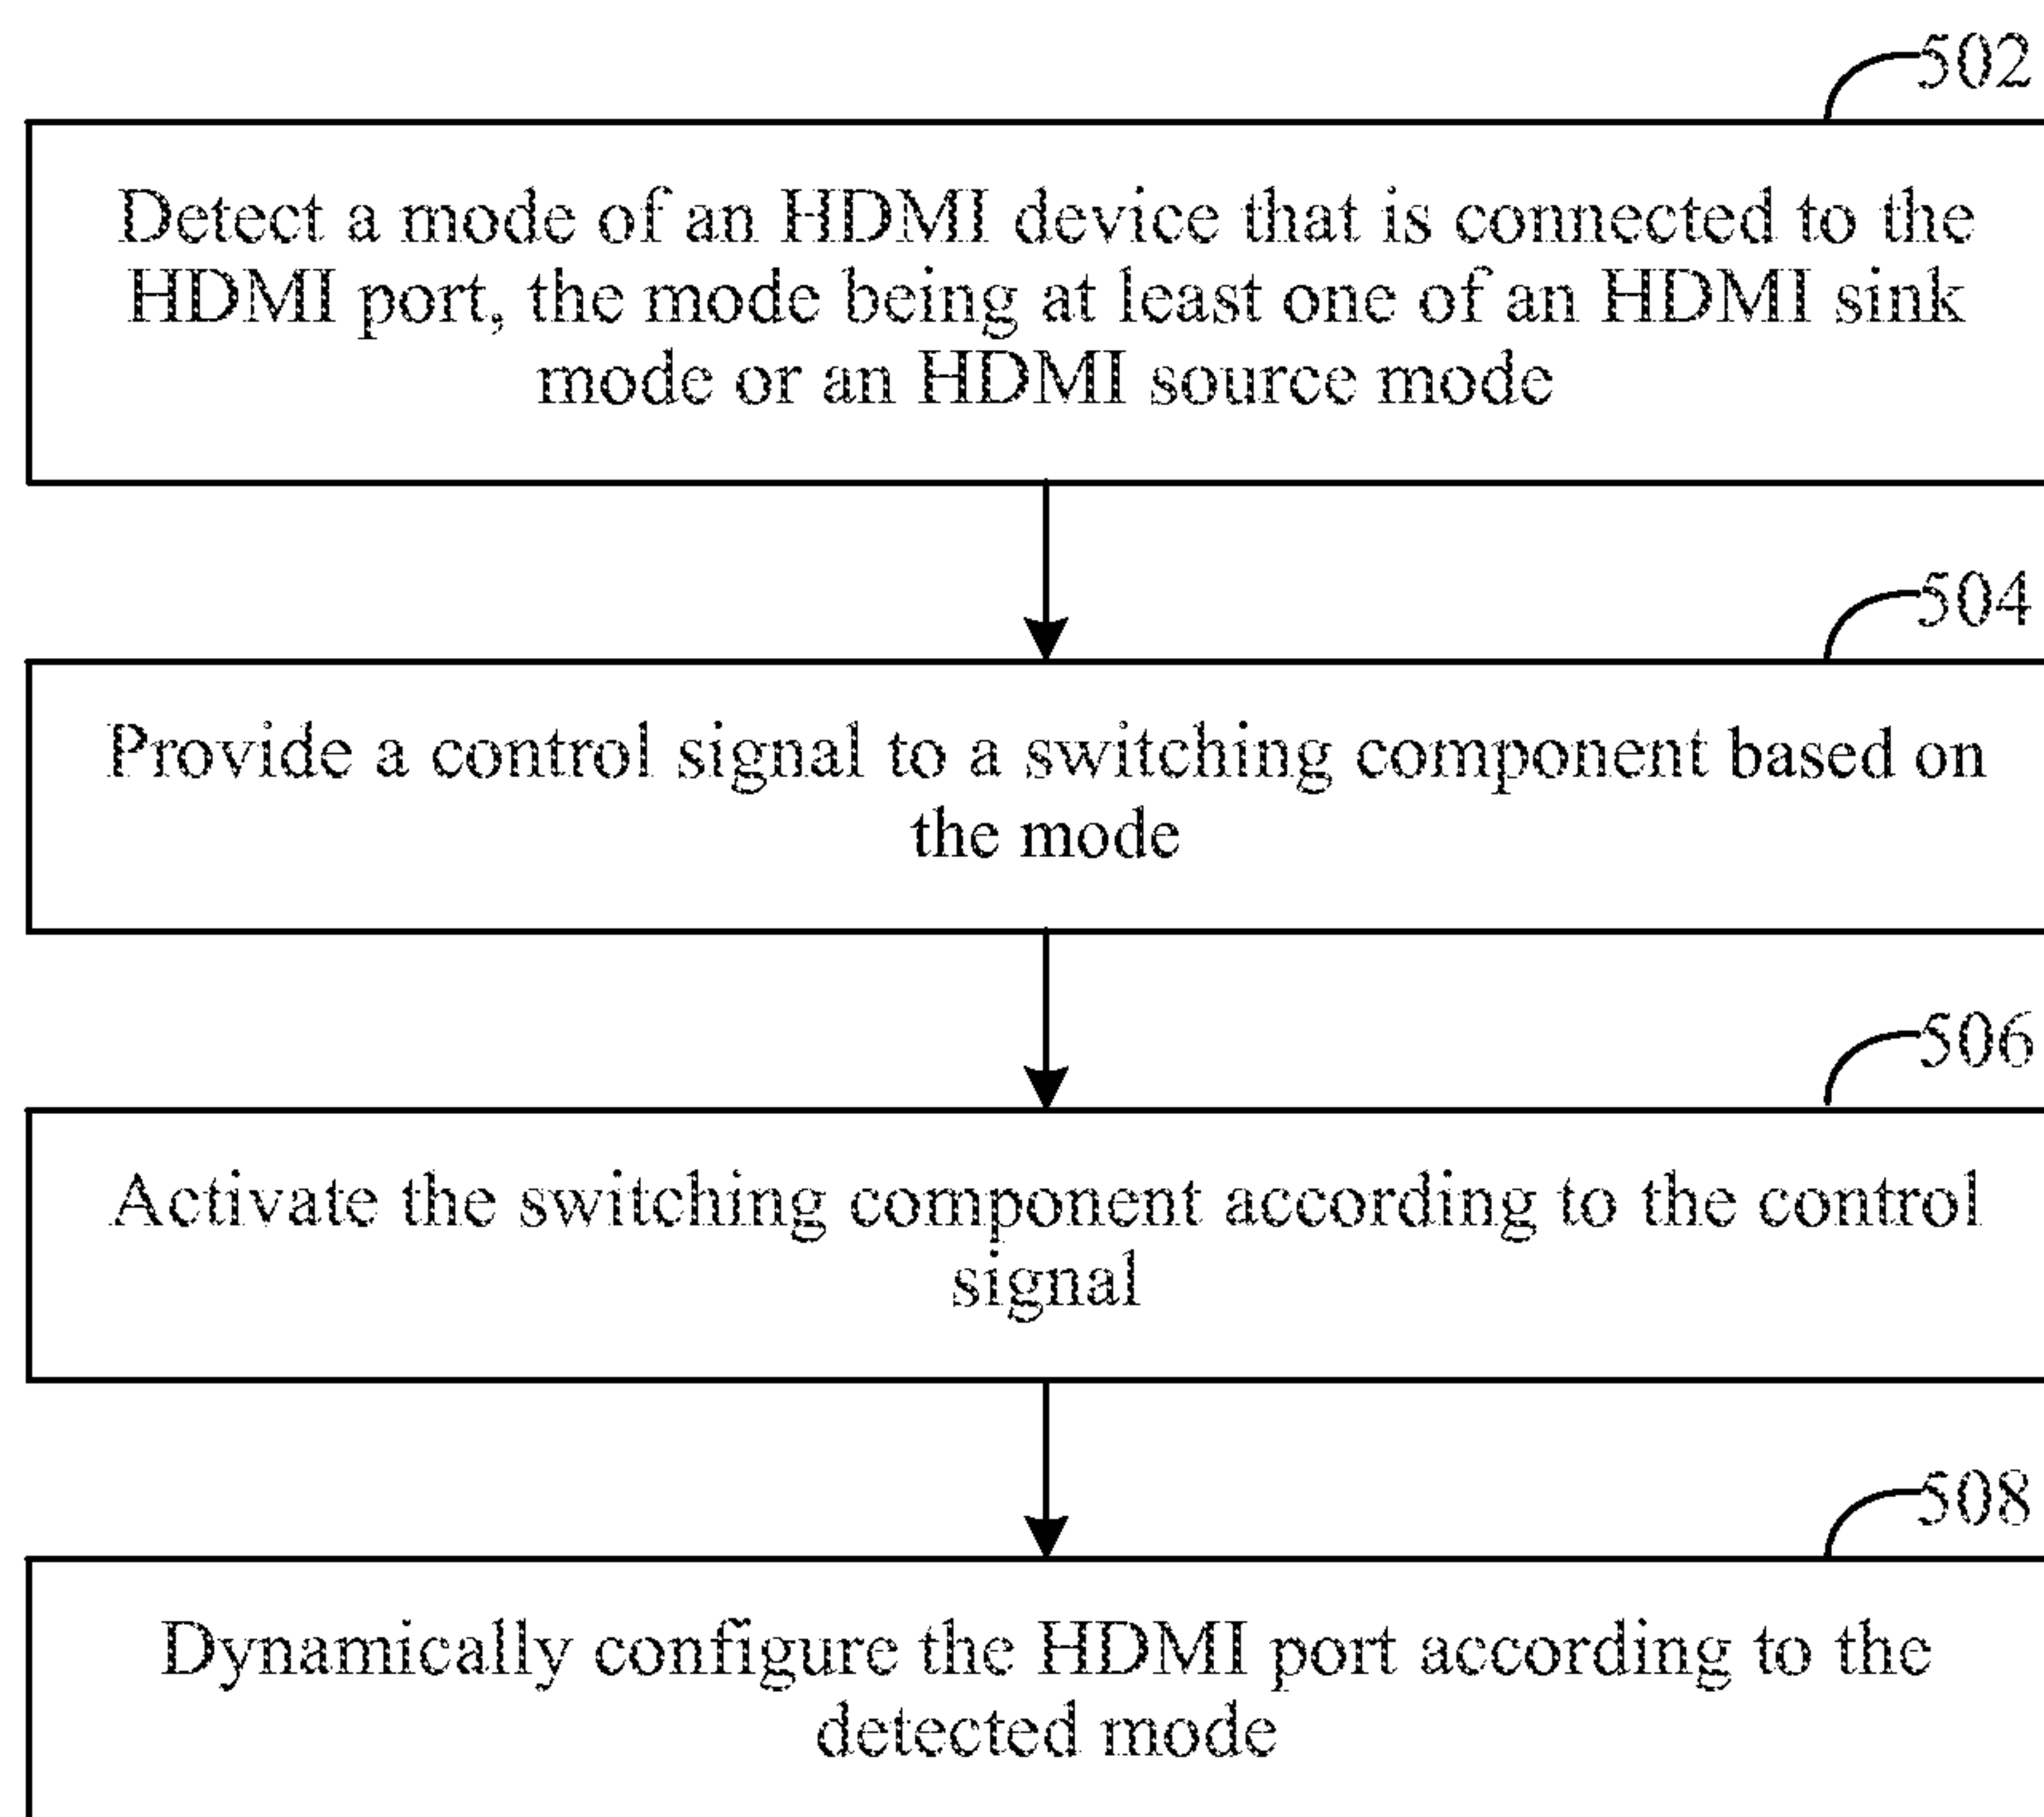 502
Detect a mode of an HDMI device that is connected to the
HDMI port, the mode being at least one of an HDMI sink
mode or an HDMI source mode
504
Provide a control signal to a switching component based on
the mode
506
Activate the switching component according to the control
signal
508
Dynamically configure the HDMI port according to the
detected mode